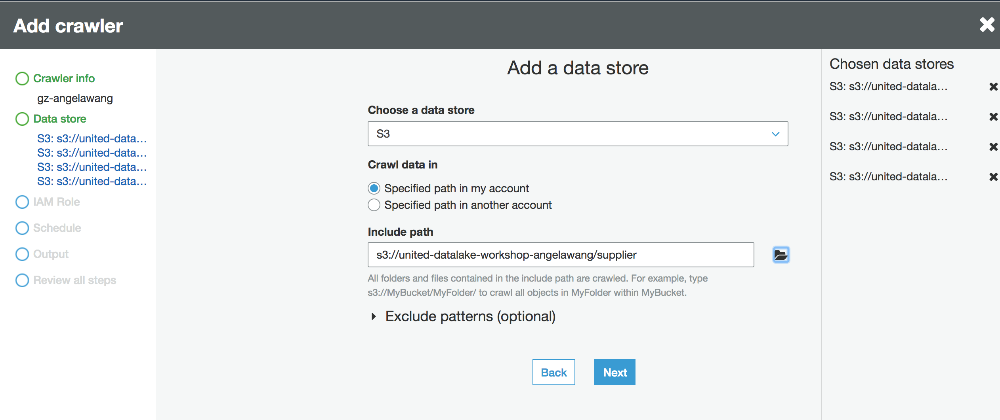 Add crawler
Crawler info
gz-angelawang
Data store
S3: s3://united-data...
S3: s3://united-data...
S3: s3://united-data...
S3: s3://united-data...
IAM Role
Schedule
Output
Review all steps
Add a data store
Choose a data store
S3
Crawl data in
Specified path in my account
Specified path in another account
Include path
s3://united-datalake-workshop-angelawang/supplier
All folders and files contained in the include path are crawled. For example, type
s3://MyBucket/MyFolder/ to crawl all objects in MyFolder within MyBucket.
Exclude patterns (optional)
Back
Next
Chosen data stores
S3: s3://united-datala...
S3: s3://united-datala...
S3: s3://united-datala...
S3: s3://united-datala...